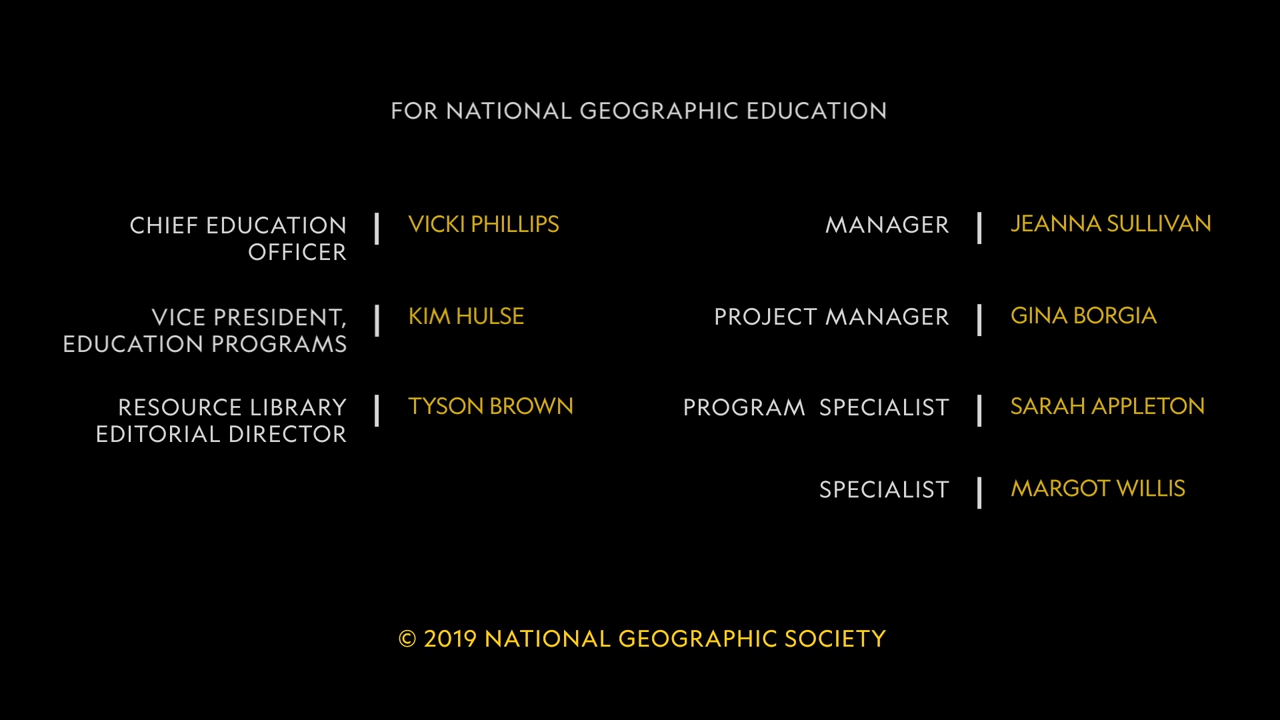 FOR NATIONAL GEOGRAPHIC EDUCATION
CHIEF EDUCATION
OFFICER
VICKI PHILLIPS
VICE PRESIDENT,
EDUCATION PROGRAMS
KIM HULSE
RESOURCE LIBRARY
EDITORIAL DIRECTOR
TYSON BROWN
MANAGER
JEANNA SULLIVAN
PROJECT MANAGER
GINA BORGIA
PROGRAM SPECIALIST
SARAH APPLETON
SPECIALIST
MARGOT WILLIS
© 2019 NATIONAL GEOGRAPHIC SOCIETY